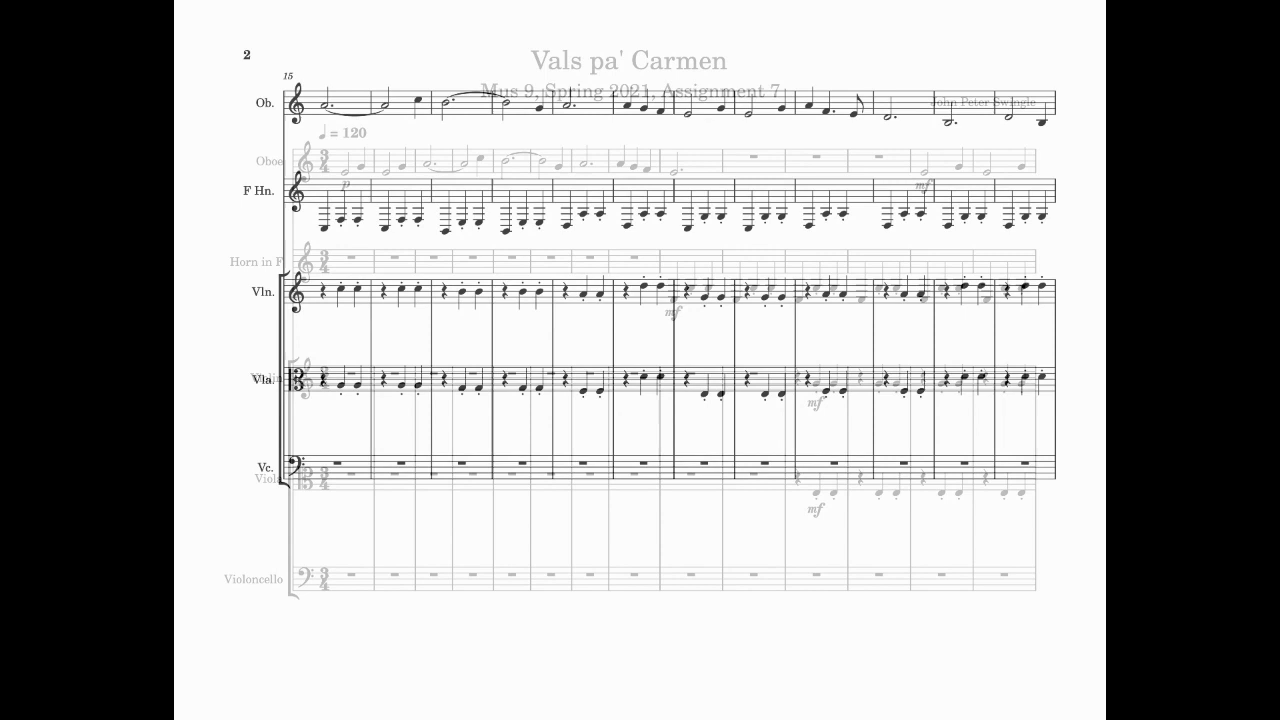 2
Vals pa' Carmen
Mus 9, Spring 2021, Assignment 7
John Peter Swingle
15
Ob.
♩ = 120
Oboe
p
mf
F Hn.
Horn in F
Vln.
mf
Violin
Vla.
mf
Vc.
Viola
mf
Violoncello